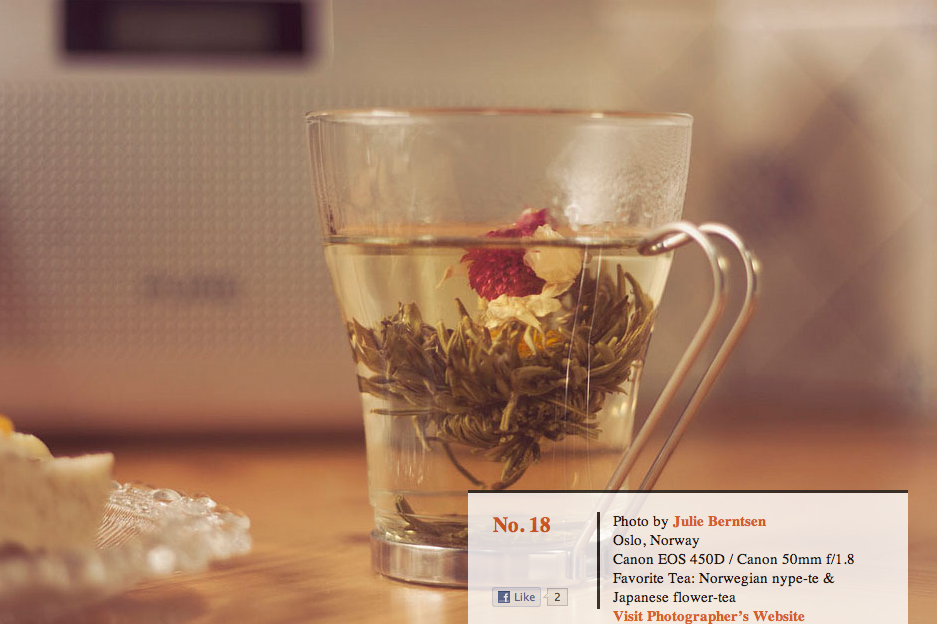 No. 18
Like 2
Photo by Julie Berntsen
Oslo, Norway
Canon EOS 450D / Canon 50mm f/1.8
Favorite Tea: Norwegian nype-te &
Japanese flower-tea
Visit Photographer's Website